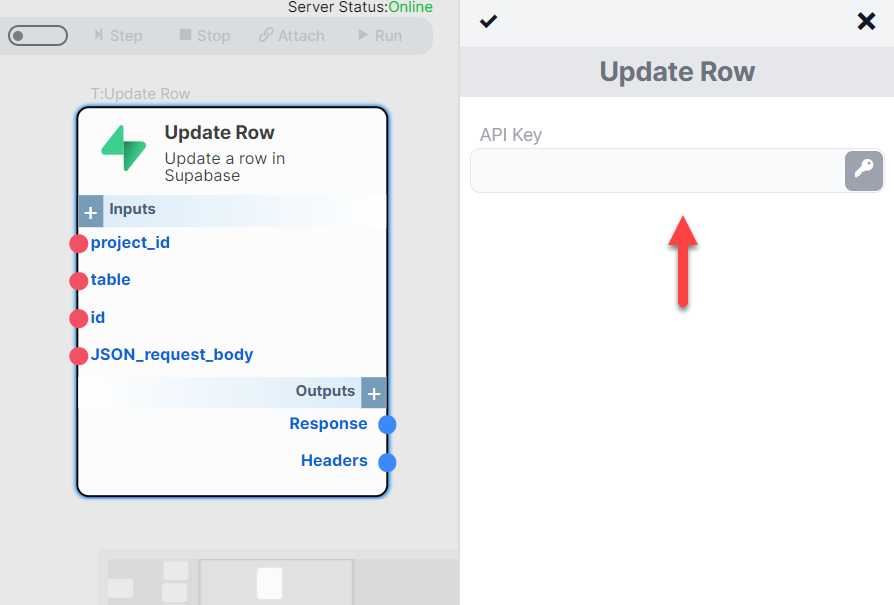 Server Status:Online
Step
Stop
Attach
Run
T:Update Row
Update Row
Update a row in
Supabase
+ Inputs
project_id
table
id
JSON_request_body
Outputs +
Response
Headers
Update Row
API Key